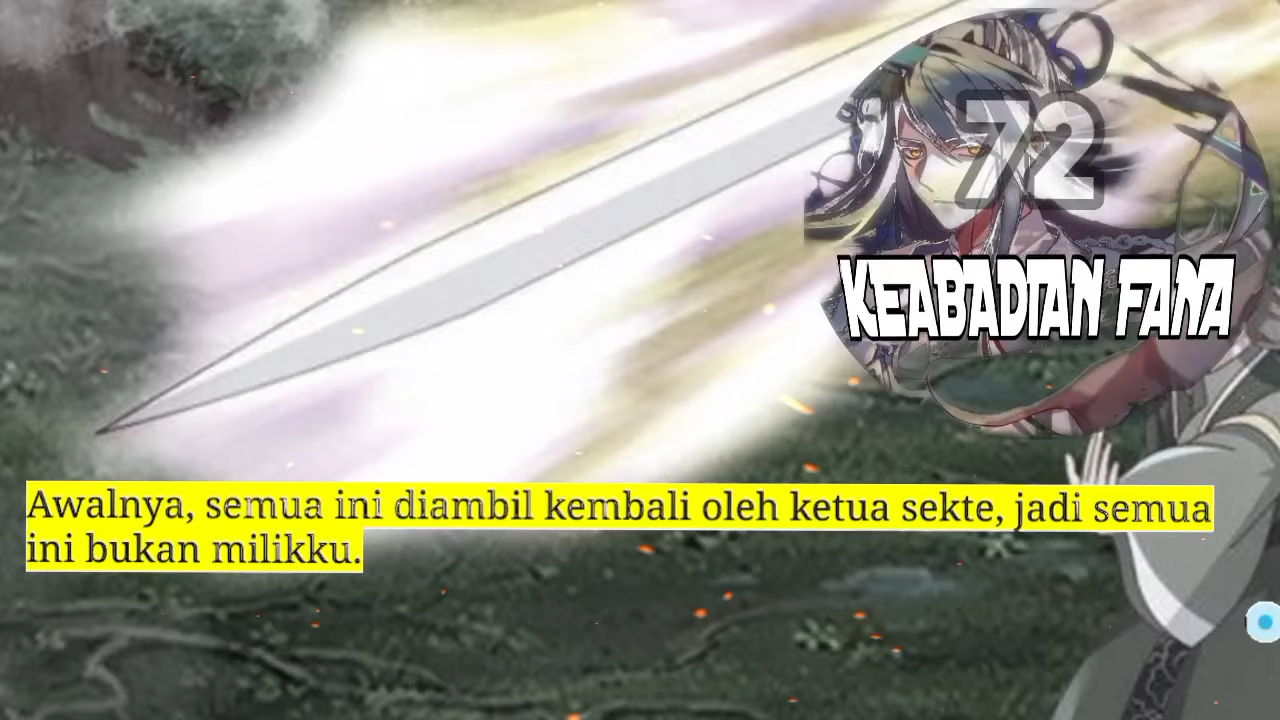 72
KEABADIAN FANA
Awalnya, semua ini diambil kembali oleh ketua sekte, jadi semua
ini bukan milikku.